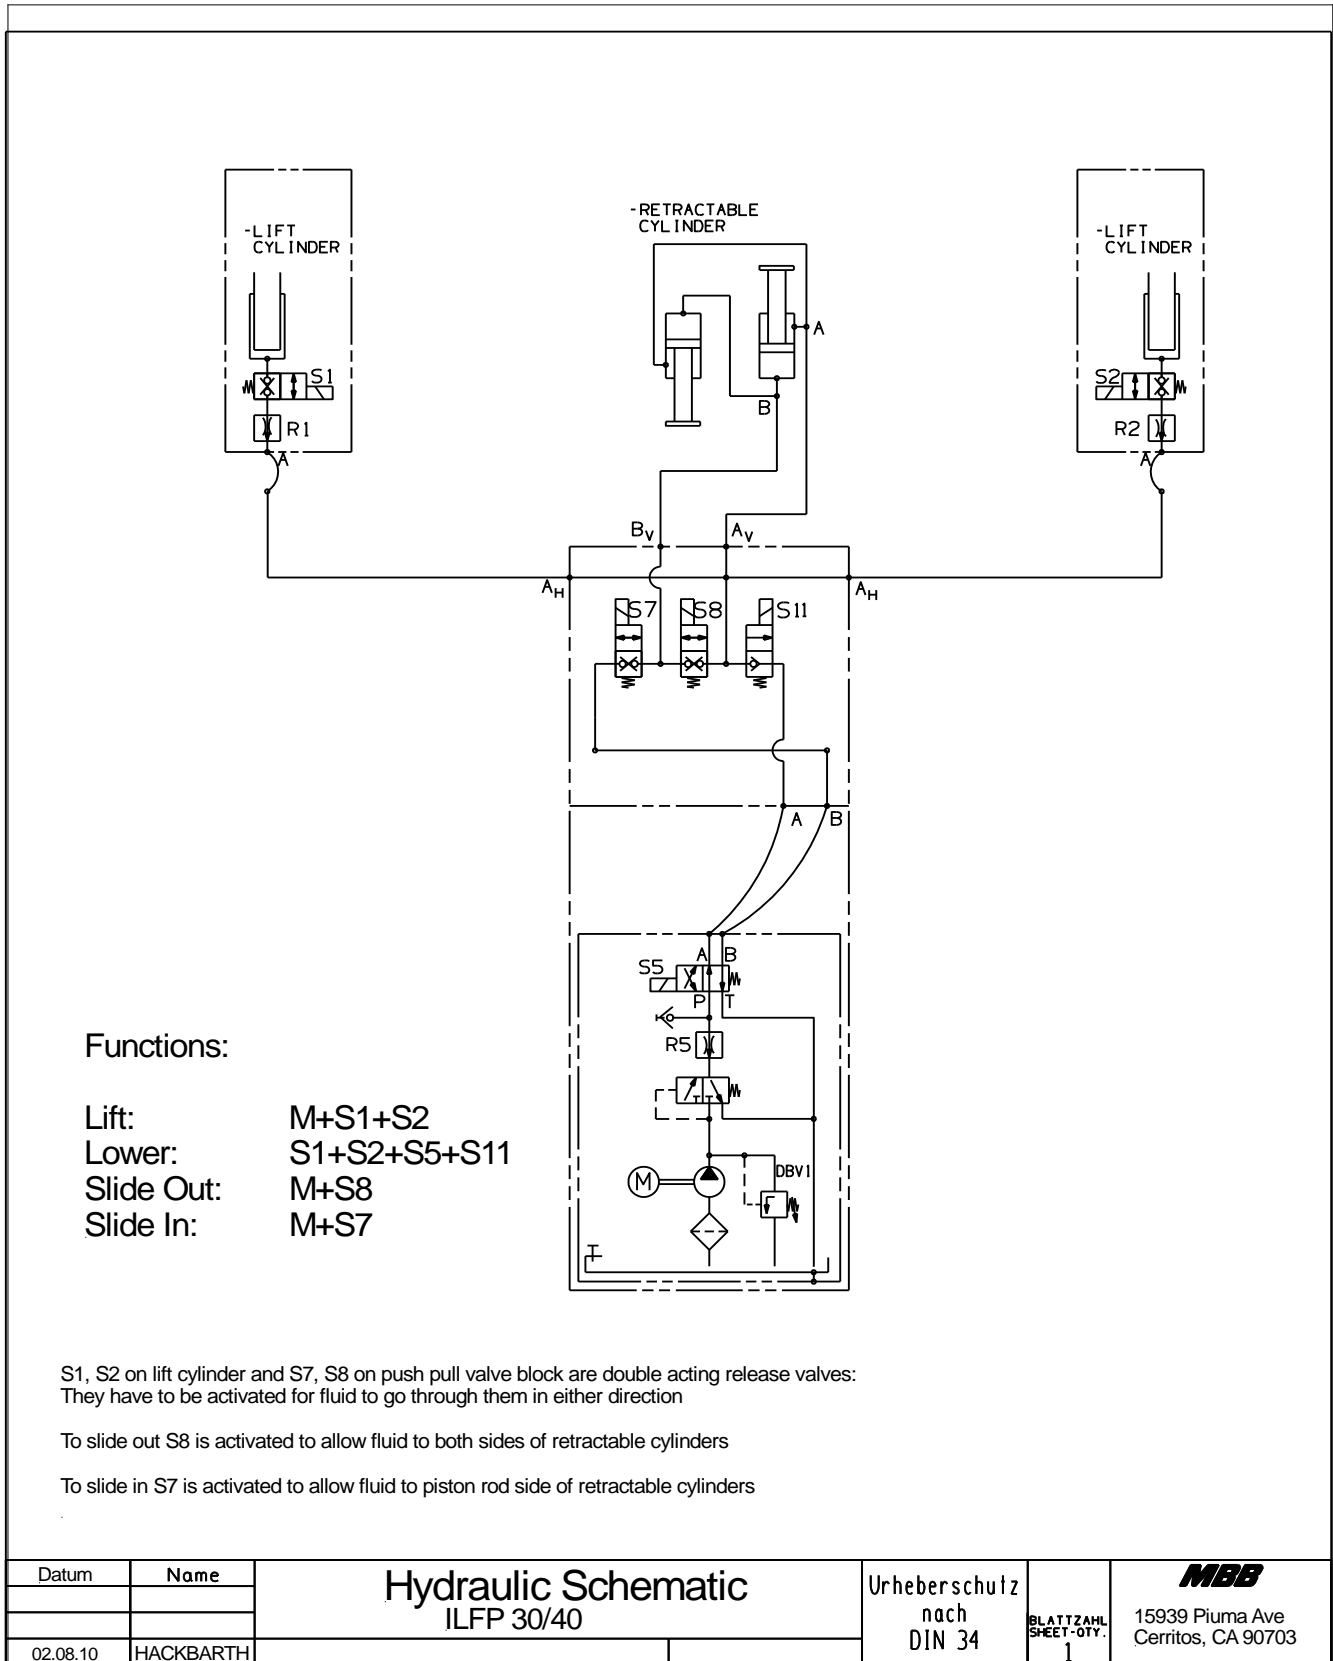 -RETRACTABLE
CYLINDER
-LIFT
CYLINDER
-LIFT
CYLINDER
A
B
S1
R1
A
S2
R2
A
BV
AV
AH
AH
S7
S8
S11
A
B
A
B
S5
P
T
R5
M
DBV1
T
Functions:
Lift: M+S1+S2
Lower: S1+S2+S5+S11
Slide Out: M+S8
Slide In: M+S7
S1, S2 on lift cylinder and S7, S8 on push pull valve block are double acting release valves:
They have to be activated for fluid to go through them in either direction
To slide out S8 is activated to allow fluid to both sides of retractable cylinders
To slide in S7 is activated to allow fluid to piston rod side of retractable cylinders
Datum
Name
02.08.10
HACKBARTH
Hydraulic Schematic
ILFP 30/40
Urheberschutz
nach
DIN 34
BLATTZAHL
SHEET-QTY.
1
MBB
15939 Piuma Ave
Cerritos, CA 90703